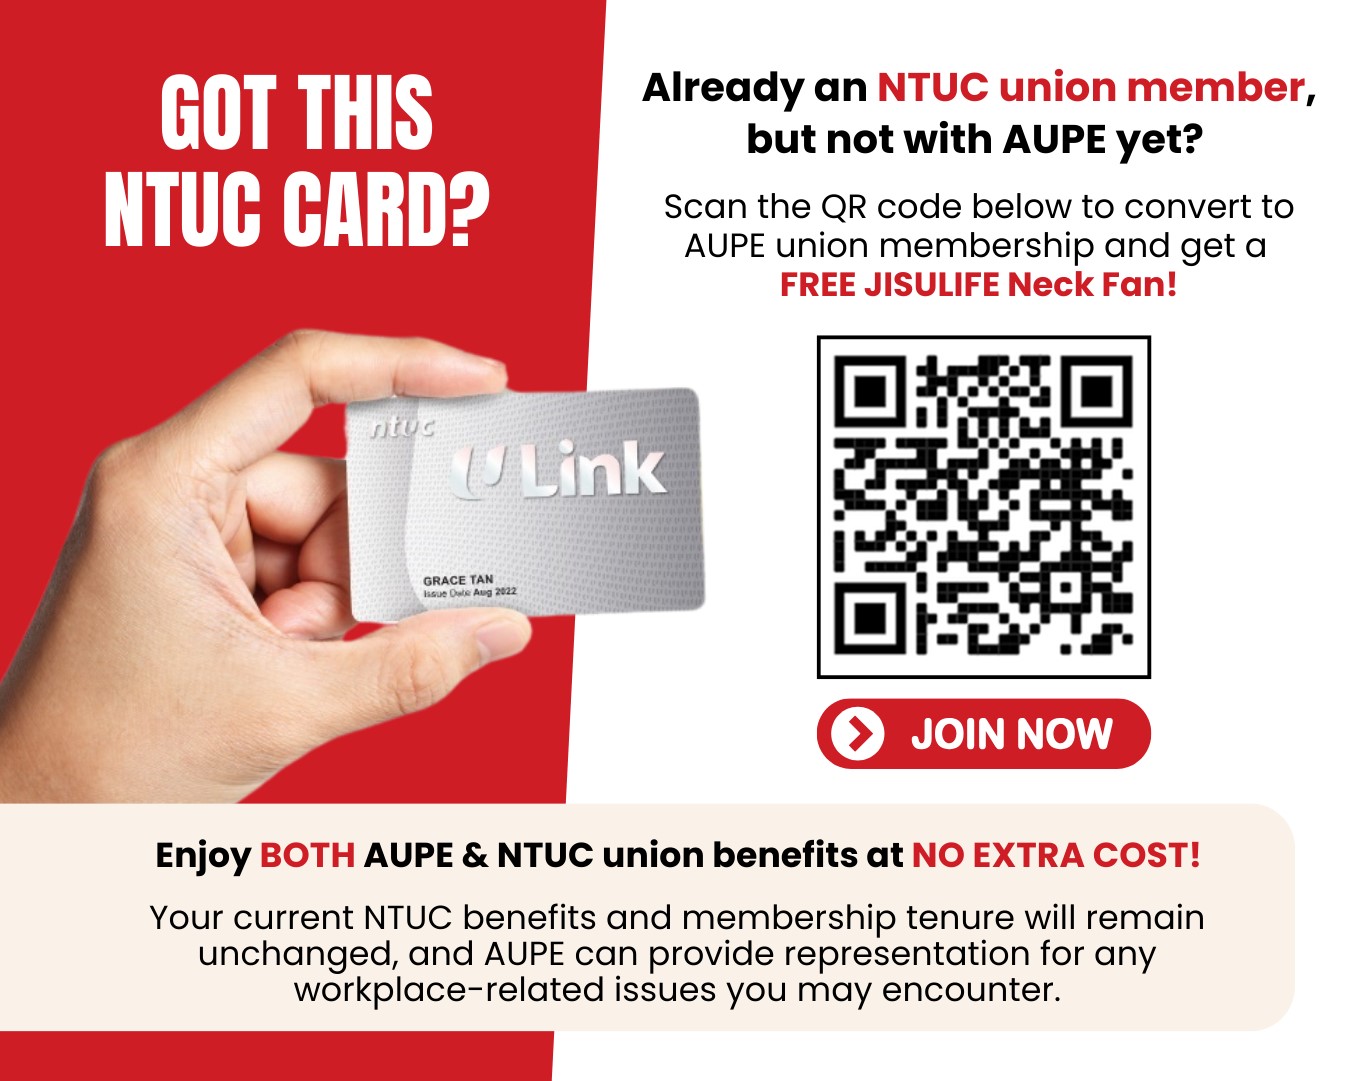 GOT THIS
NTUC CARD?
ntuc
U Link
GRACE TAN
Issue Date Aug 2022
Already an NTUC union member,
but not with AUPE yet?
Scan the QR code below to convert to
AUPE union membership and get a
FREE JISULIFE Neck Fan!
JOIN NOW
Enjoy BOTH AUPE & NTUC union benefits at NO EXTRA COST!
Your current NTUC benefits and membership tenure will remain
unchanged, and AUPE can provide representation for any
workplace-related issues you may encounter.